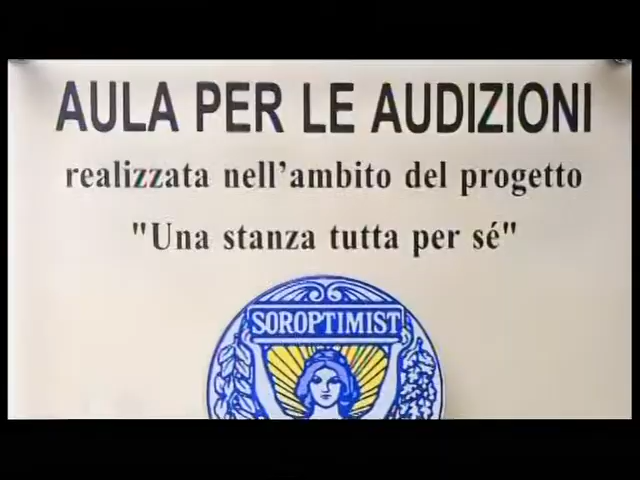 AULA PER LE AUDIZIONI
realizzata nell'ambito del progetto
"Una stanza tutta per sé"
SOROPTIMIST